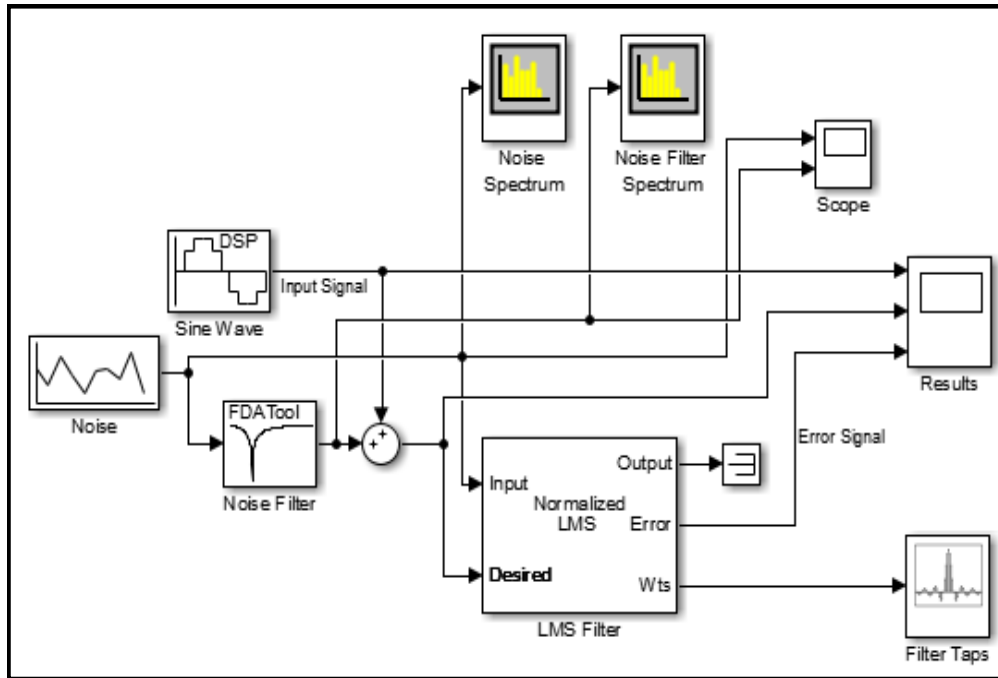 Noise
Spectrum
Noise Filter
Spectrum
Scope
DSP
Input Signal
Sine Wave
Results
Noise
FDATool
Noise Filter
Error Signal
Output
Input
Normalized
LMS
Error
Desired
Wts
LMS Filter
Filter Taps